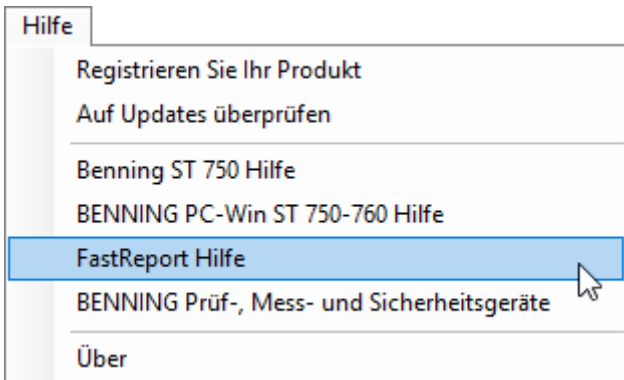 Hilfe
Registrieren Sie Ihr Produkt
Auf Updates überprüfen
Benning ST 750 Hilfe
BENNING PC-Win ST 750-760 Hilfe
FastReport Hilfe
BENNING Prüf-, Mess- und Sicherheitsgeräte
Über